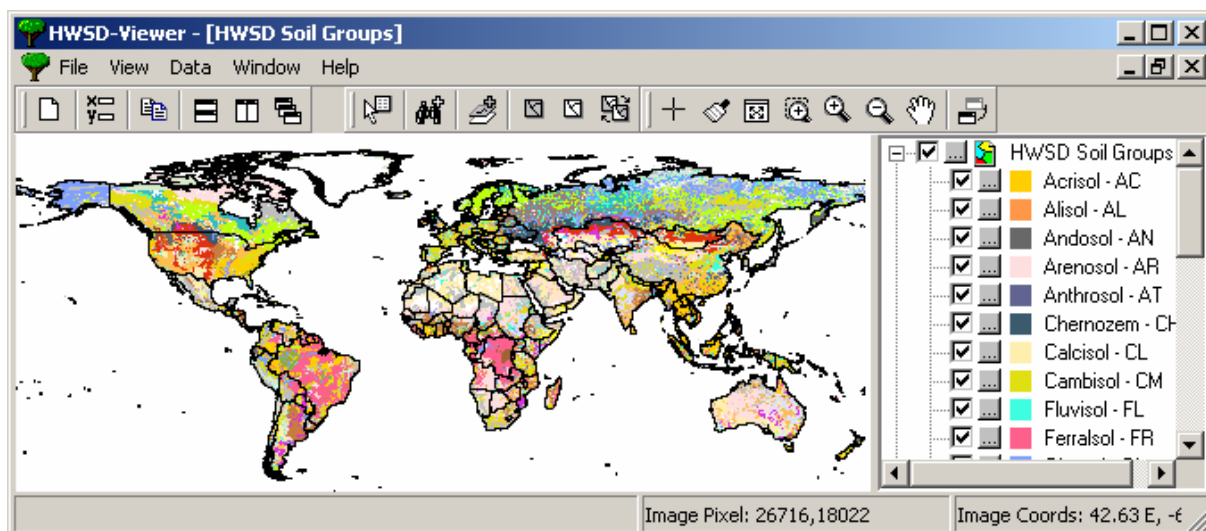 HWSD-Viewer - [HWSD Soil Groups]
File View Data Window Help
HWSD Soil Groups
Acrisol - AC
Alisol - AL
Andosol - AN
Arenosol - AR
Anthrosol - AT
Chernozem - CH
Calcisol - CL
Cambisol - CM
Fluvisol - FL
Ferralsol - FR
Image Pixel: 26716,18022 Image Coords: 42.63 E, -6